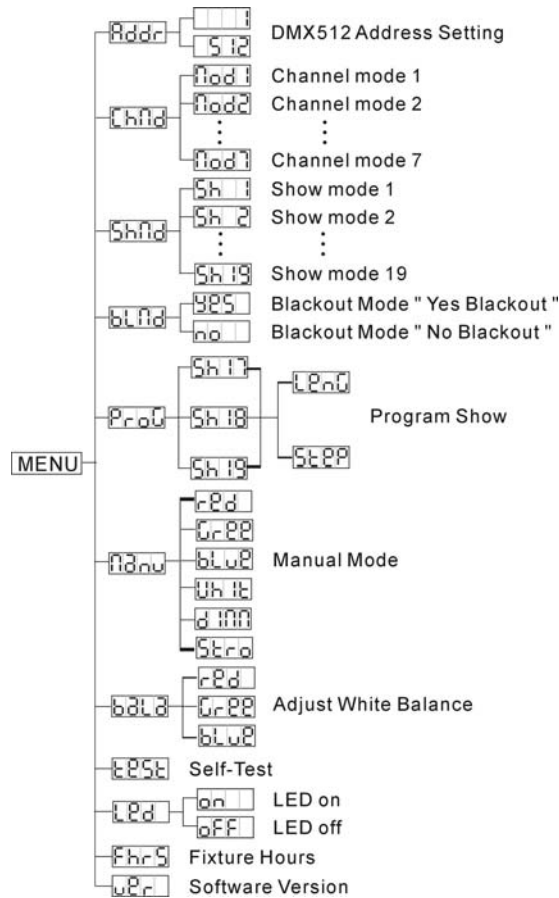 Addr
1
512
DMX512 Address Setting
ChMd
Mod1
Channel mode 1
Mod2
Channel mode 2
Mod7
Channel mode 7
ShMd
Sh 1
Show mode 1
Sh 2
Show mode 2
Sh19
Show mode 19
bLMd
yes
Blackout Mode " Yes Blackout "
no
Blackout Mode " No Blackout "
ProG
Sh17
Sh18
Sh19
LenG
SteP
Program Show
MENU
Manu
red
Gree
bLue
Whit
diMM
Stro
Manual Mode
baLa
red
Gree
bLue
Adjust White Balance
teSt
Self-Test
Led
on
LED on
oFF
LED off
FhrS
Fixture Hours
ver
Software Version